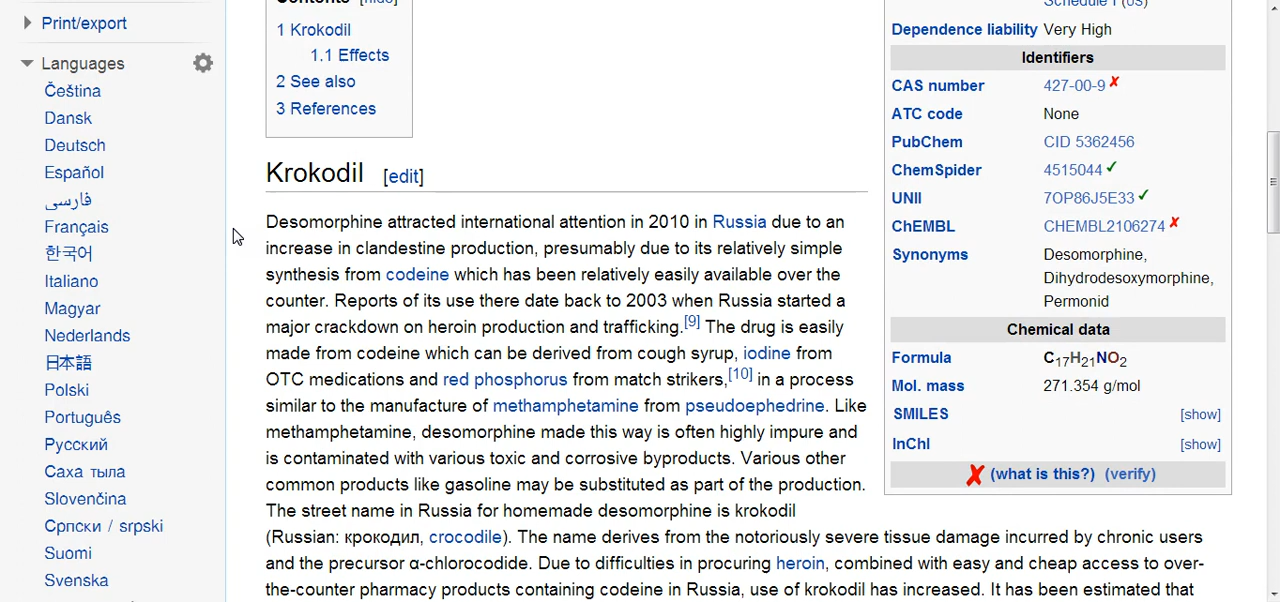 Print/export
Languages
Čeština
Dansk
Deutsch
Español
فارسی
Français
한국어
Italiano
Magyar
Nederlands
日本語
Polski
Português
Русский
Саха тыла
Slovenčina
Српски / srpski
Suomi
Svenska
Contents [hide]
1 Krokodil
1.1 Effects
2 See also
3 References
Krokodil [edit]
Desomorphine attracted international attention in 2010 in Russia due to an
increase in clandestine production, presumably due to its relatively simple
synthesis from codeine which has been relatively easily available over the
counter. Reports of its use there date back to 2003 when Russia started a
major crackdown on heroin production and trafficking.[9] The drug is easily
made from codeine which can be derived from cough syrup, iodine from
OTC medications and red phosphorus from match strikers,[10] in a process
similar to the manufacture of methamphetamine from pseudoephedrine. Like
methamphetamine, desomorphine made this way is often highly impure and
is contaminated with various toxic and corrosive byproducts. Various other
common products like gasoline may be substituted as part of the production.
The street name in Russia for homemade desomorphine is krokodil
(Russian: крокодил, crocodile). The name derives from the notoriously severe tissue damage incurred by chronic users
and the precursor α-chlorocodide. Due to difficulties in procuring heroin, combined with easy and cheap access to over-
the-counter pharmacy products containing codeine in Russia, use of krokodil has increased. It has been estimated that
Schedule I (US)
Dependence liability Very High
Identifiers
CAS number 427-00-9 ✗
ATC code None
PubChem CID 5362456
ChemSpider 4515044 ✓
UNII 7OP86J5E33 ✓
ChEMBL CHEMBL2106274 ✗
Synonyms Desomorphine,
Dihydrodesoxymorphine,
Permonid
Chemical data
Formula C17H21NO2
Mol. mass 271.354 g/mol
SMILES [show]
InChI [show]
✗ (what is this?) (verify)